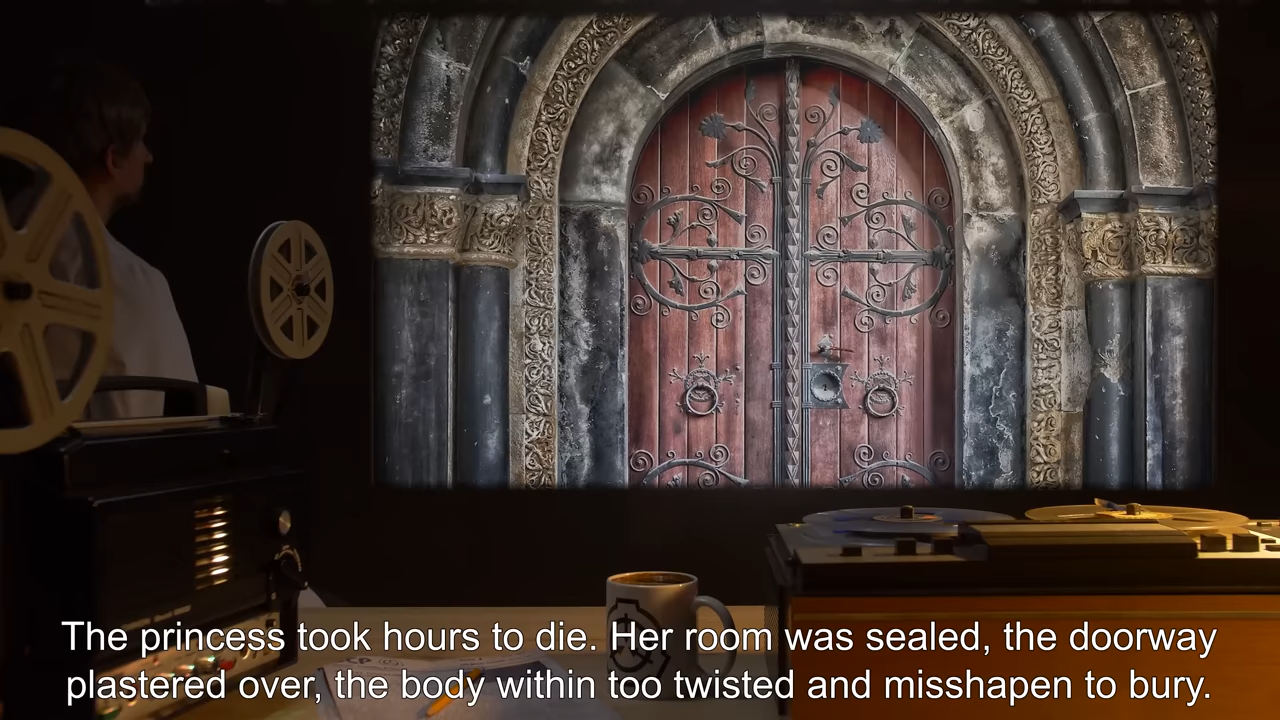 The princess took hours to die. Her room was sealed, the doorway
plastered over, the body within too twisted and misshapen to bury.